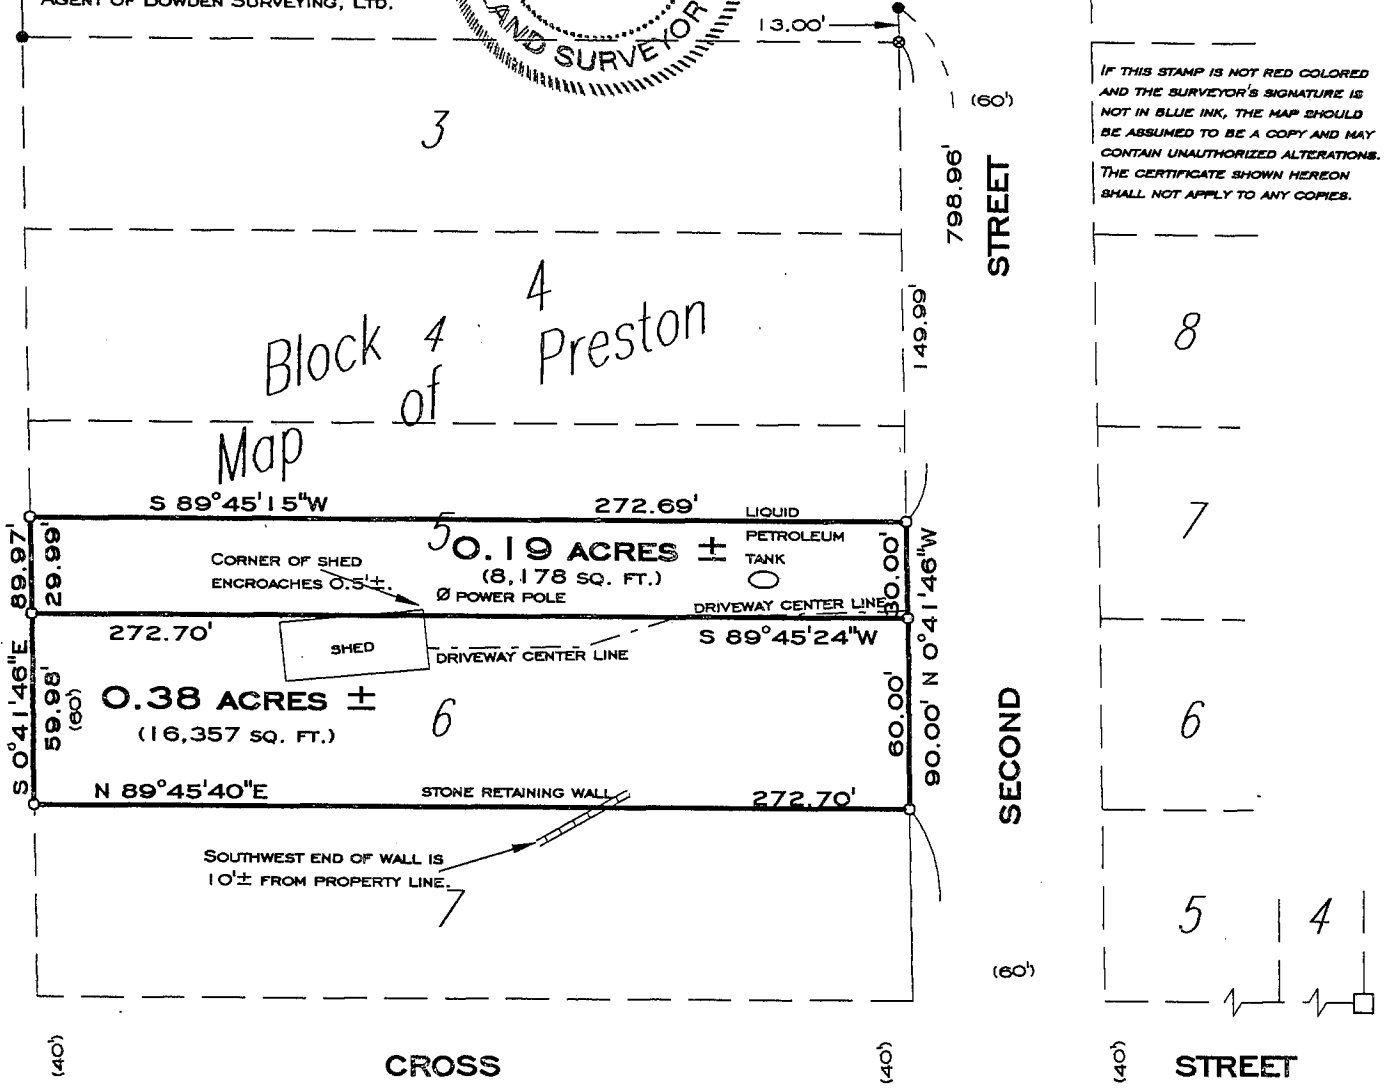 AGENT OF BOWDEN SURVEYING, LTD.
LAND SURVEYOR
13.00'
(60')
IF THIS STAMP IS NOT RED COLORED
AND THE SURVEYOR'S SIGNATURE IS
NOT IN BLUE INK, THE MAP SHOULD
BE ASSUMED TO BE A COPY AND MAY
CONTAIN UNAUTHORIZED ALTERATIONS.
THE CERTIFICATE SHOWN HEREON
SHALL NOT APPLY TO ANY COPIES.
3
798.96'
STREET
4
Block 4
of
Preston
Map
149.99'
8
7
6
5
4
S 89°45'15"W
272.69'
LIQUID
PETROLEUM
TANK
5
0.19 ACRES ±
(8,178 SQ. FT.)
CORNER OF SHED
ENCROACHES 0.5'±.
Ø POWER POLE
DRIVEWAY CENTER LINE
30.00'
N 0°41'46"W
90.00'
29.99'
89.97'
S 0°41'46"E
272.70'
S 89°45'24"W
SHED
DRIVEWAY CENTER LINE
0.38 ACRES ±
(16,357 SQ. FT.)
6
59.98'
(60')
60.00'
SECOND
N 89°45'40"E
STONE RETAINING WALL
272.70'
SOUTHWEST END OF WALL IS
10'± FROM PROPERTY LINE.
7
(60')
(40')
CROSS
(40')
(40')
STREET